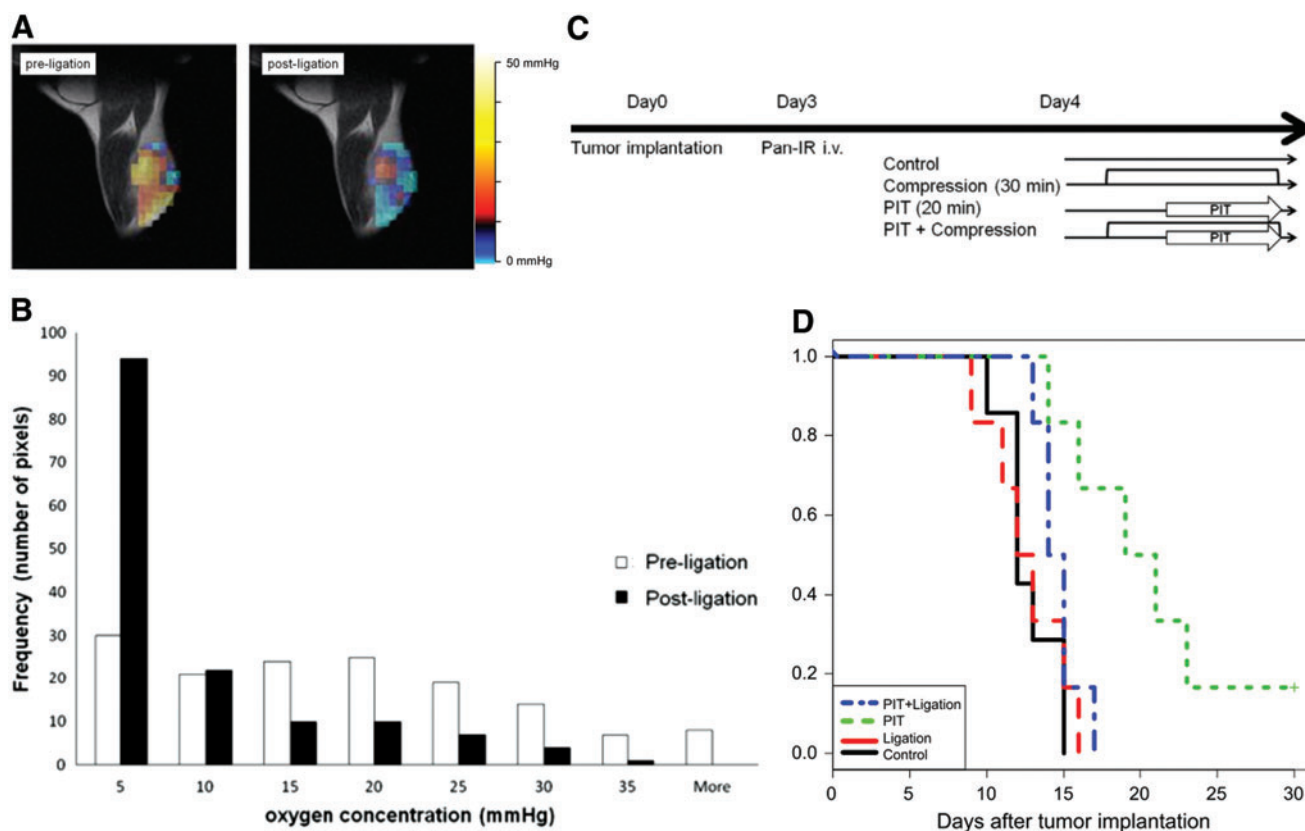 A
pre-ligation
post-ligation
50 mmHg
0 mmHg
C
Day0
Day3
Day4
Tumor implantation
Pan-IR i.v.
Control
Compression (30 min)
PIT (20 min)
PIT
PIT + Compression
PIT
B
100
90
80
70
60
50
40
30
20
10
0
Frequency (number of pixels)
Pre-ligation
Post-ligation
5
10
15
20
25
30
35
More
oxygen concentration (mmHg)
D
1.0
0.8
0.6
0.4
0.2
0.0
PIT+Ligation
PIT
Ligation
Control
0
5
10
15
20
25
30
Days after tumor implantation